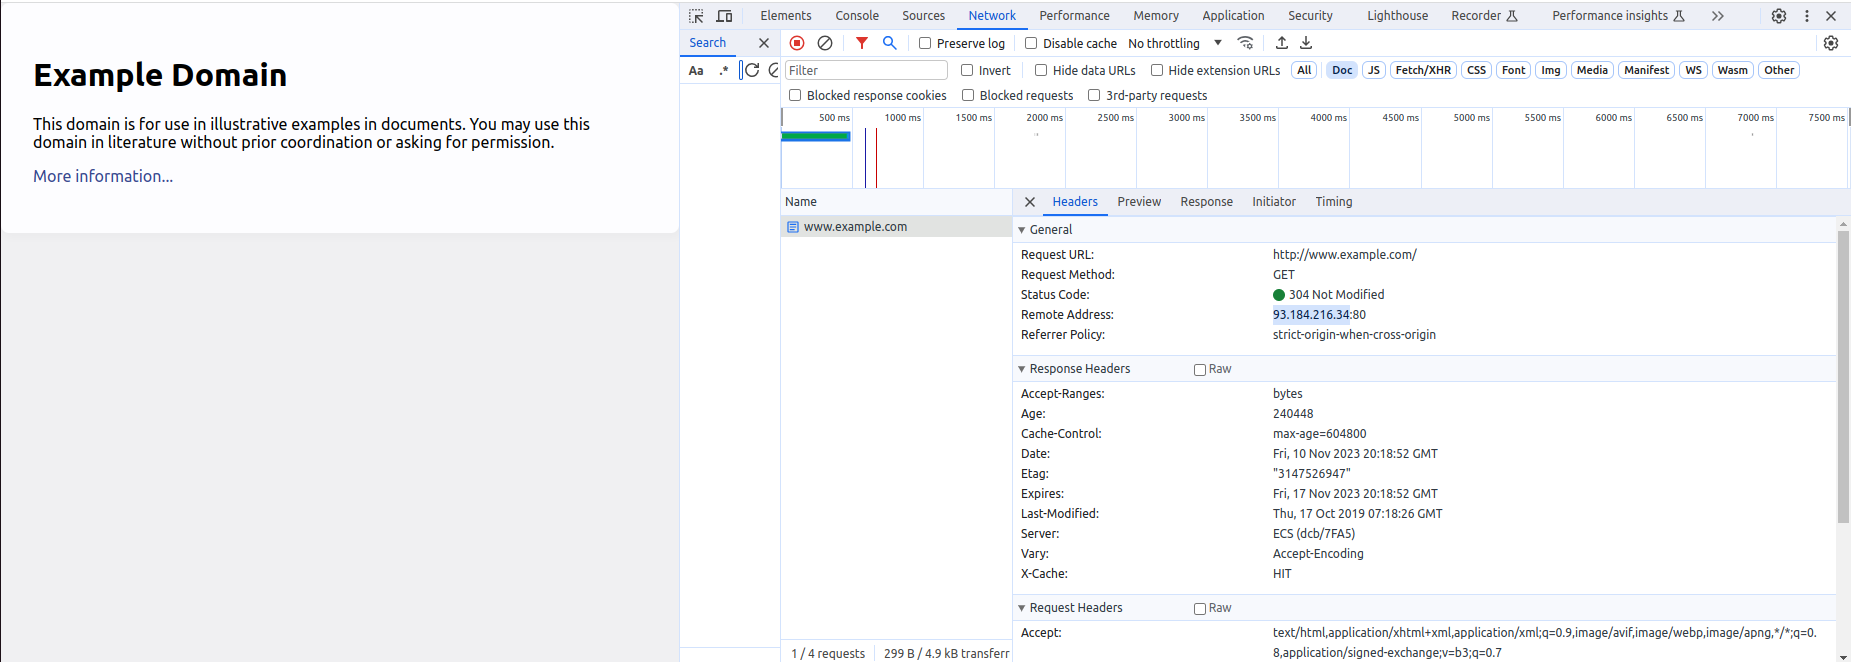 Example Domain
This domain is for use in illustrative examples in documents. You may use this
domain in literature without prior coordination or asking for permission.
More information...
Elements Console Sources Network Performance Memory Application Security Lighthouse Recorder Performance insights
Search
Preserve log Disable cache No throttling
Aa .*
Filter Invert Hide data URLs Hide extension URLs All Doc JS Fetch/XHR CSS Font Img Media Manifest WS Wasm Other
Blocked response cookies Blocked requests 3rd-party requests
500 ms 1000 ms 1500 ms 2000 ms 2500 ms 3000 ms 3500 ms 4000 ms 4500 ms 5000 ms 5500 ms 6000 ms 6500 ms 7000 ms 7500 ms
Name
www.example.com
1 / 4 requests 299 B / 4.9 kB transferr
Headers Preview Response Initiator Timing
General
Request URL: http://www.example.com/
Request Method: GET
Status Code: 304 Not Modified
Remote Address: 93.184.216.34:80
Referrer Policy: strict-origin-when-cross-origin
Response Headers Raw
Accept-Ranges: bytes
Age: 240448
Cache-Control: max-age=604800
Date: Fri, 10 Nov 2023 20:18:52 GMT
Etag: "3147526947"
Expires: Fri, 17 Nov 2023 20:18:52 GMT
Last-Modified: Thu, 17 Oct 2019 07:18:26 GMT
Server: ECS (dcb/7FA5)
Vary: Accept-Encoding
X-Cache: HIT
Request Headers Raw
Accept: text/html,application/xhtml+xml,application/xml;q=0.9,image/avif,image/webp,image/apng,*/*;q=0.
8,application/signed-exchange;v=b3;q=0.7